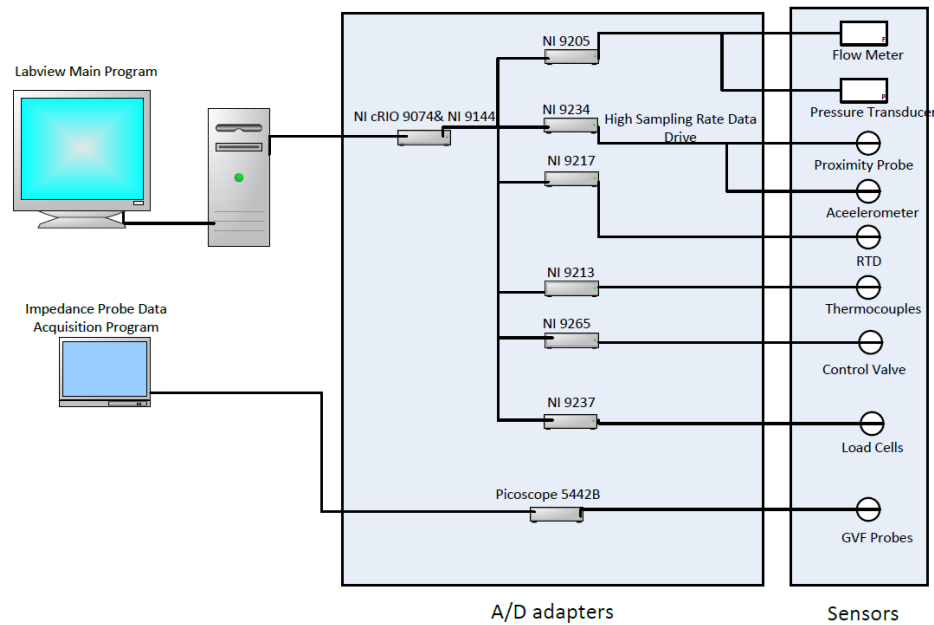 Labview Main Program
NI cRIO 9074& NI 9144
NI 9205
NI 9234
High Sampling Rate Data
Drive
NI 9217
NI 9213
NI 9265
NI 9237
Impedance Probe Data
Acquisition Program
Picoscope 5442B
F
Flow Meter
P
Pressure Transducer
Proximity Probe
Aceelerometer
RTD
Thermocouples
Control Valve
Load Cells
GVF Probes
A/D adapters
Sensors